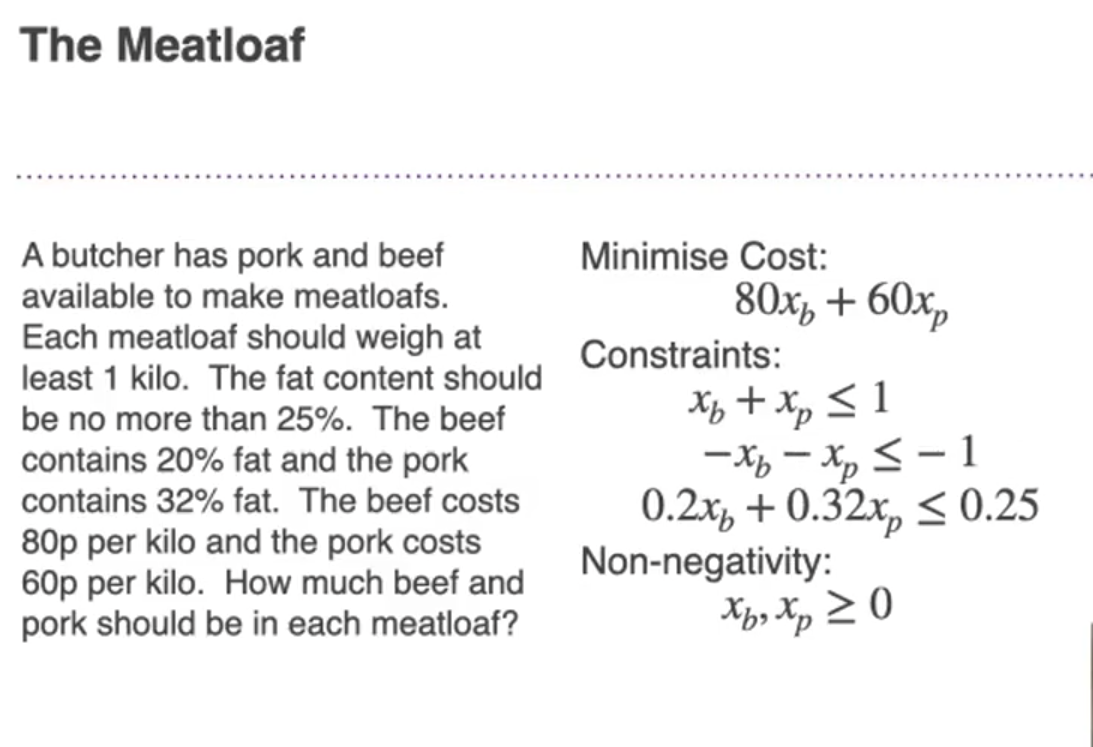 The Meatloaf
A butcher has pork and beef
available to make meatloafs.
Each meatloaf should weigh at
least 1 kilo.  The fat content should
be no more than 25%.  The beef
contains 20% fat and the pork
contains 32% fat.  The beef costs
80p per kilo and the pork costs
60p per kilo.  How much beef and
pork should be in each meatloaf?
Minimise Cost:
80x_b + 60x_p
Constraints:
x_b + x_p ≤ 1
−x_b − x_p ≤ − 1
0.2x_b + 0.32x_p ≤ 0.25
Non-negativity:
x_b, x_p ≥ 0